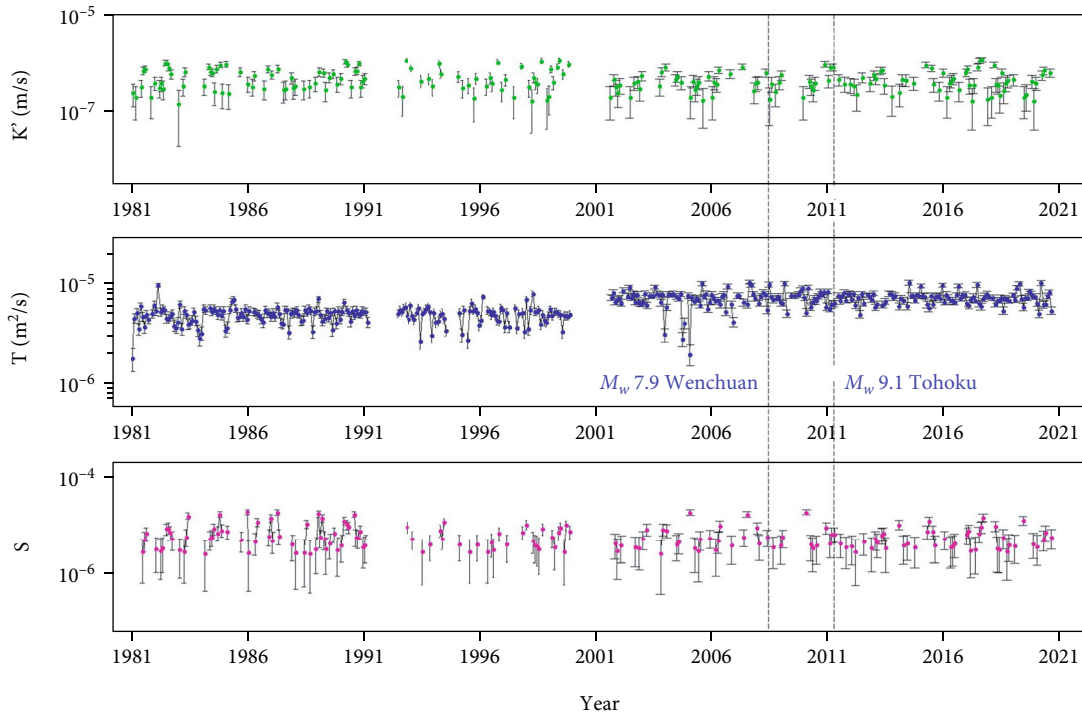 10⁻⁵
10⁻⁷
K' (m/s)
1981 1986 1991 1996 2001 2006 2011 2016 2021
10⁻⁵
10⁻⁶
T (m²/s)
M_w 7.9 Wenchuan
M_w 9.1 Tohoku
1981 1986 1991 1996 2001 2006 2011 2016 2021
10⁻⁴
10⁻⁶
S
1981 1986 1991 1996 2001 2006 2011 2016 2021
Year